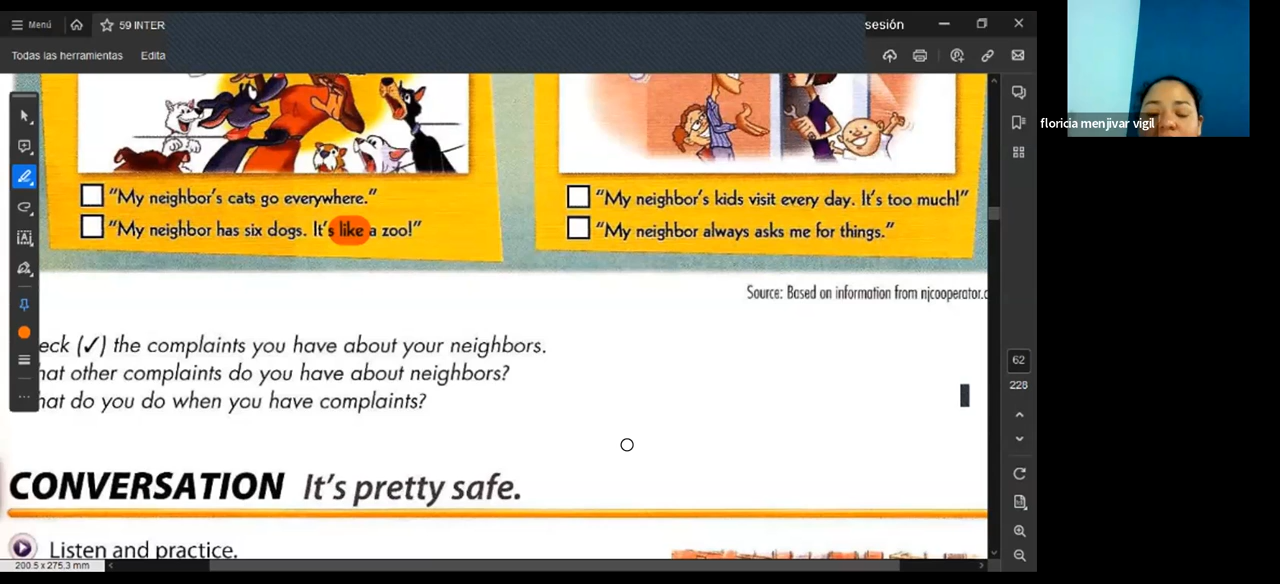 Menú
59 INTER
sesión
Todas las herramientas
Edita
floricia menjivar vigil
"My neighbor's cats go everywhere."
"My neighbor has six dogs. It's like a zoo!"
"My neighbor's kids visit every day. It's too much!"
"My neighbor always asks me for things."
Source: Based on information from njcooperator.c
eck (✓) the complaints you have about your neighbors.
hat other complaints do you have about neighbors?
hat do you do when you have complaints?
62
228
CONVERSATION It's pretty safe.
Listen and practice.
200.5 x 275.3 mm